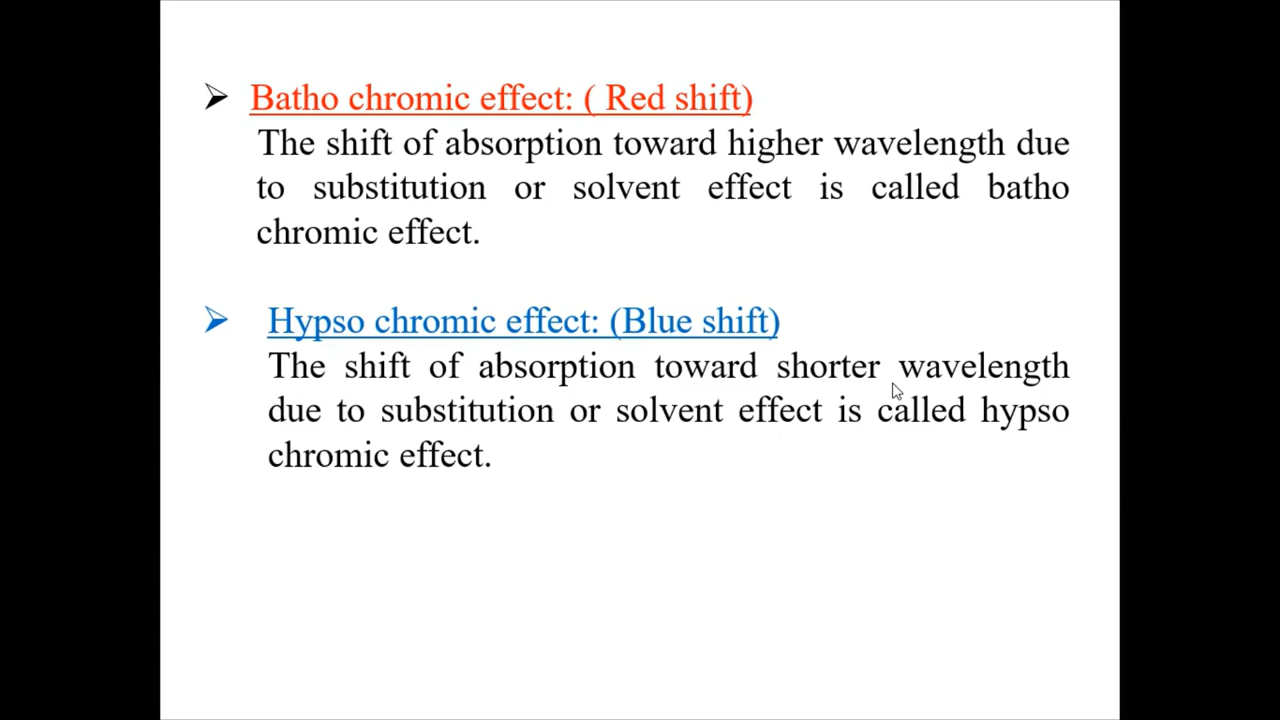 Batho chromic effect: ( Red shift)
The shift of absorption toward higher wavelength due
to substitution or solvent effect is called batho
chromic effect.
Hypso chromic effect: (Blue shift)
The shift of absorption toward shorter wavelength
due to substitution or solvent effect is called hypso
chromic effect.